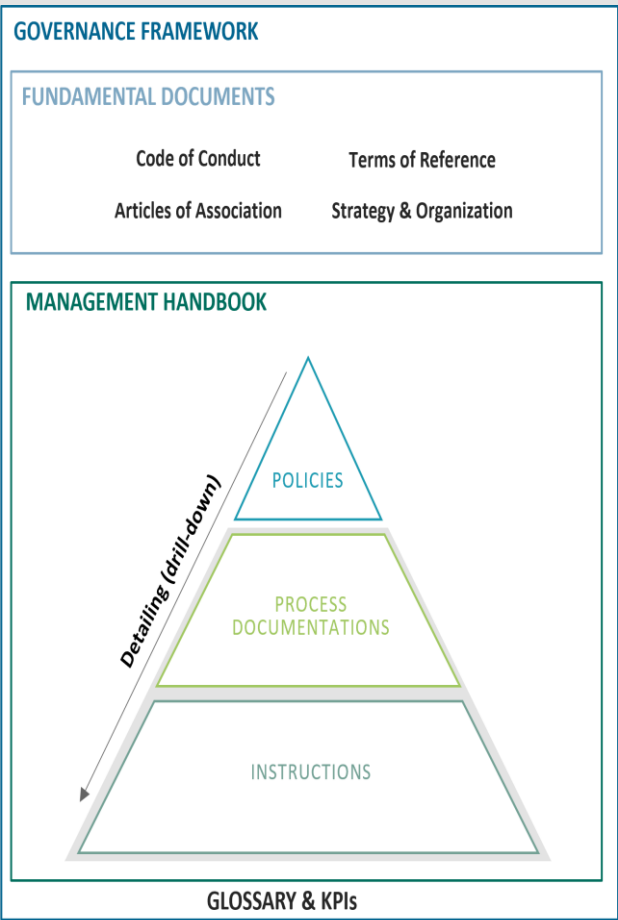 GOVERNANCE FRAMEWORK
FUNDAMENTAL DOCUMENTS
Code of Conduct Terms of Reference
Articles of Association Strategy & Organization
MANAGEMENT HANDBOOK
Detailing (drill-down)
POLICIES
PROCESS
DOCUMENTATIONS
INSTRUCTIONS
GLOSSARY & KPIs